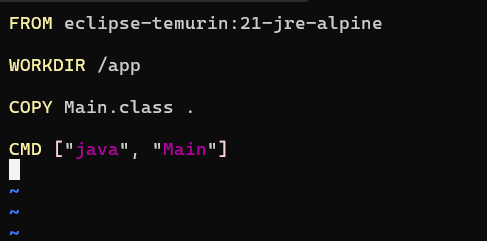 FROM eclipse-temurin:21-jre-alpine
WORKDIR /app
COPY Main.class .
CMD ["java", "Main"]
~
~
~